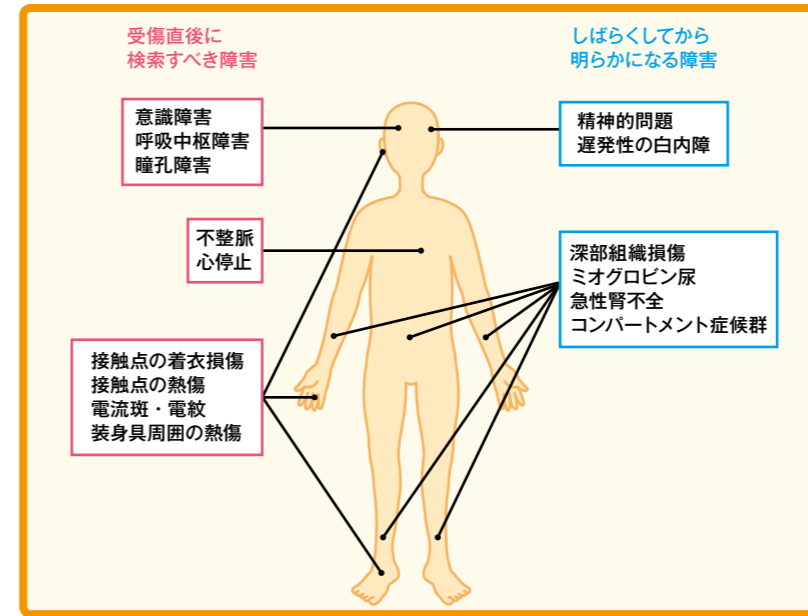 受傷直後に
検索すべき障害
意識障害
呼吸中枢障害
瞳孔障害
不整脈
心停止
接触点の着衣損傷
接触点の熱傷
電流斑・電紋
装身具周囲の熱傷
しばらくしてから
明らかになる障害
精神的問題
遅発性の白内障
深部組織損傷
ミオグロビン尿
急性腎不全
コンパートメント症候群